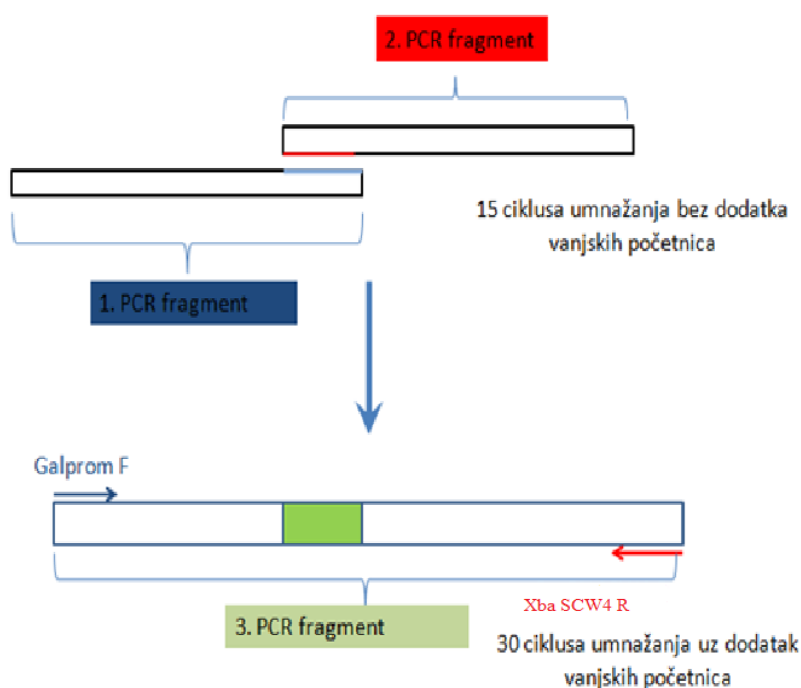 2. PCR fragment
15 ciklusa umnažanja bez dodatka
vanjskih početnica
1. PCR fragment
Galprom F
Xba SCW4 R
3. PCR fragment
30 ciklusa umnažanja uz dodatak
vanjskih početnica